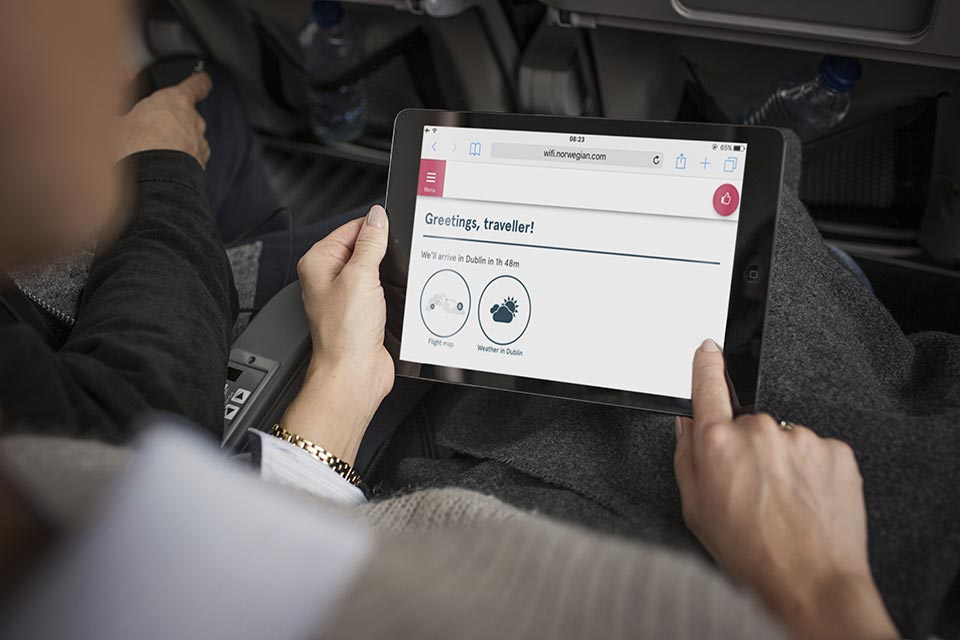 08:23
65%
wifi.norwegian.com
Menu
Greetings, traveller!
We'll arrive in Dublin in 1h 48m
Flight map
Weather in Dublin